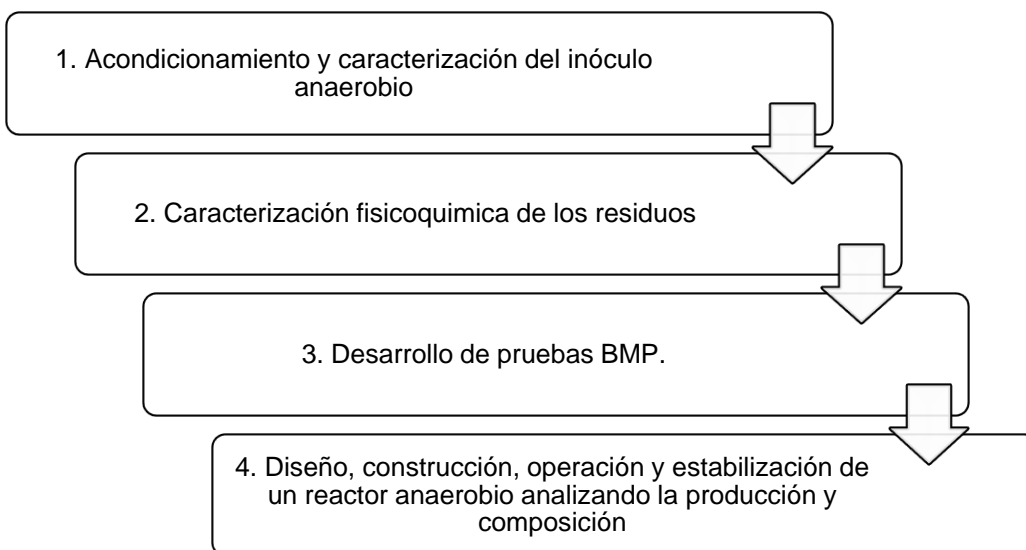 1. Acondicionamiento y caracterización del inóculo
anaerobio
2. Caracterización fisicoquimica de los residuos
3. Desarrollo de pruebas BMP.
4. Diseño, construcción, operación y estabilización de
un reactor anaerobio analizando la producción y
composición